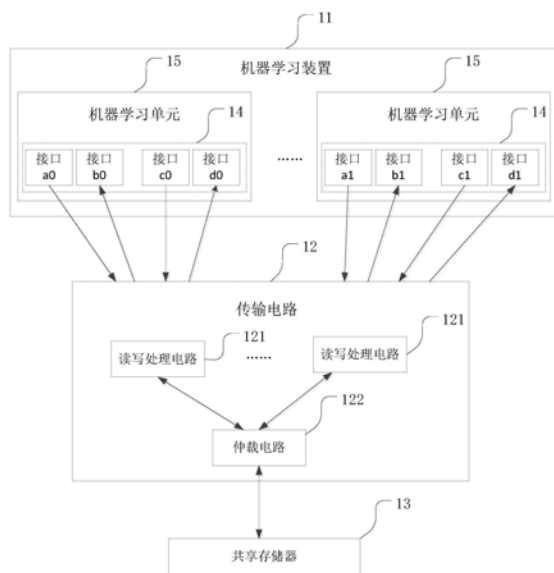 11
15
15
机器学习装置
机器学习单元
14
机器学习单元
14
接口 a0
接口 b0
接口 c0
接口 d0
……
接口 a1
接口 b1
接口 c1
接口 d1
12
传输电路
121
121
读写处理电路
……
读写处理电路
122
仲裁电路
13
共享存储器